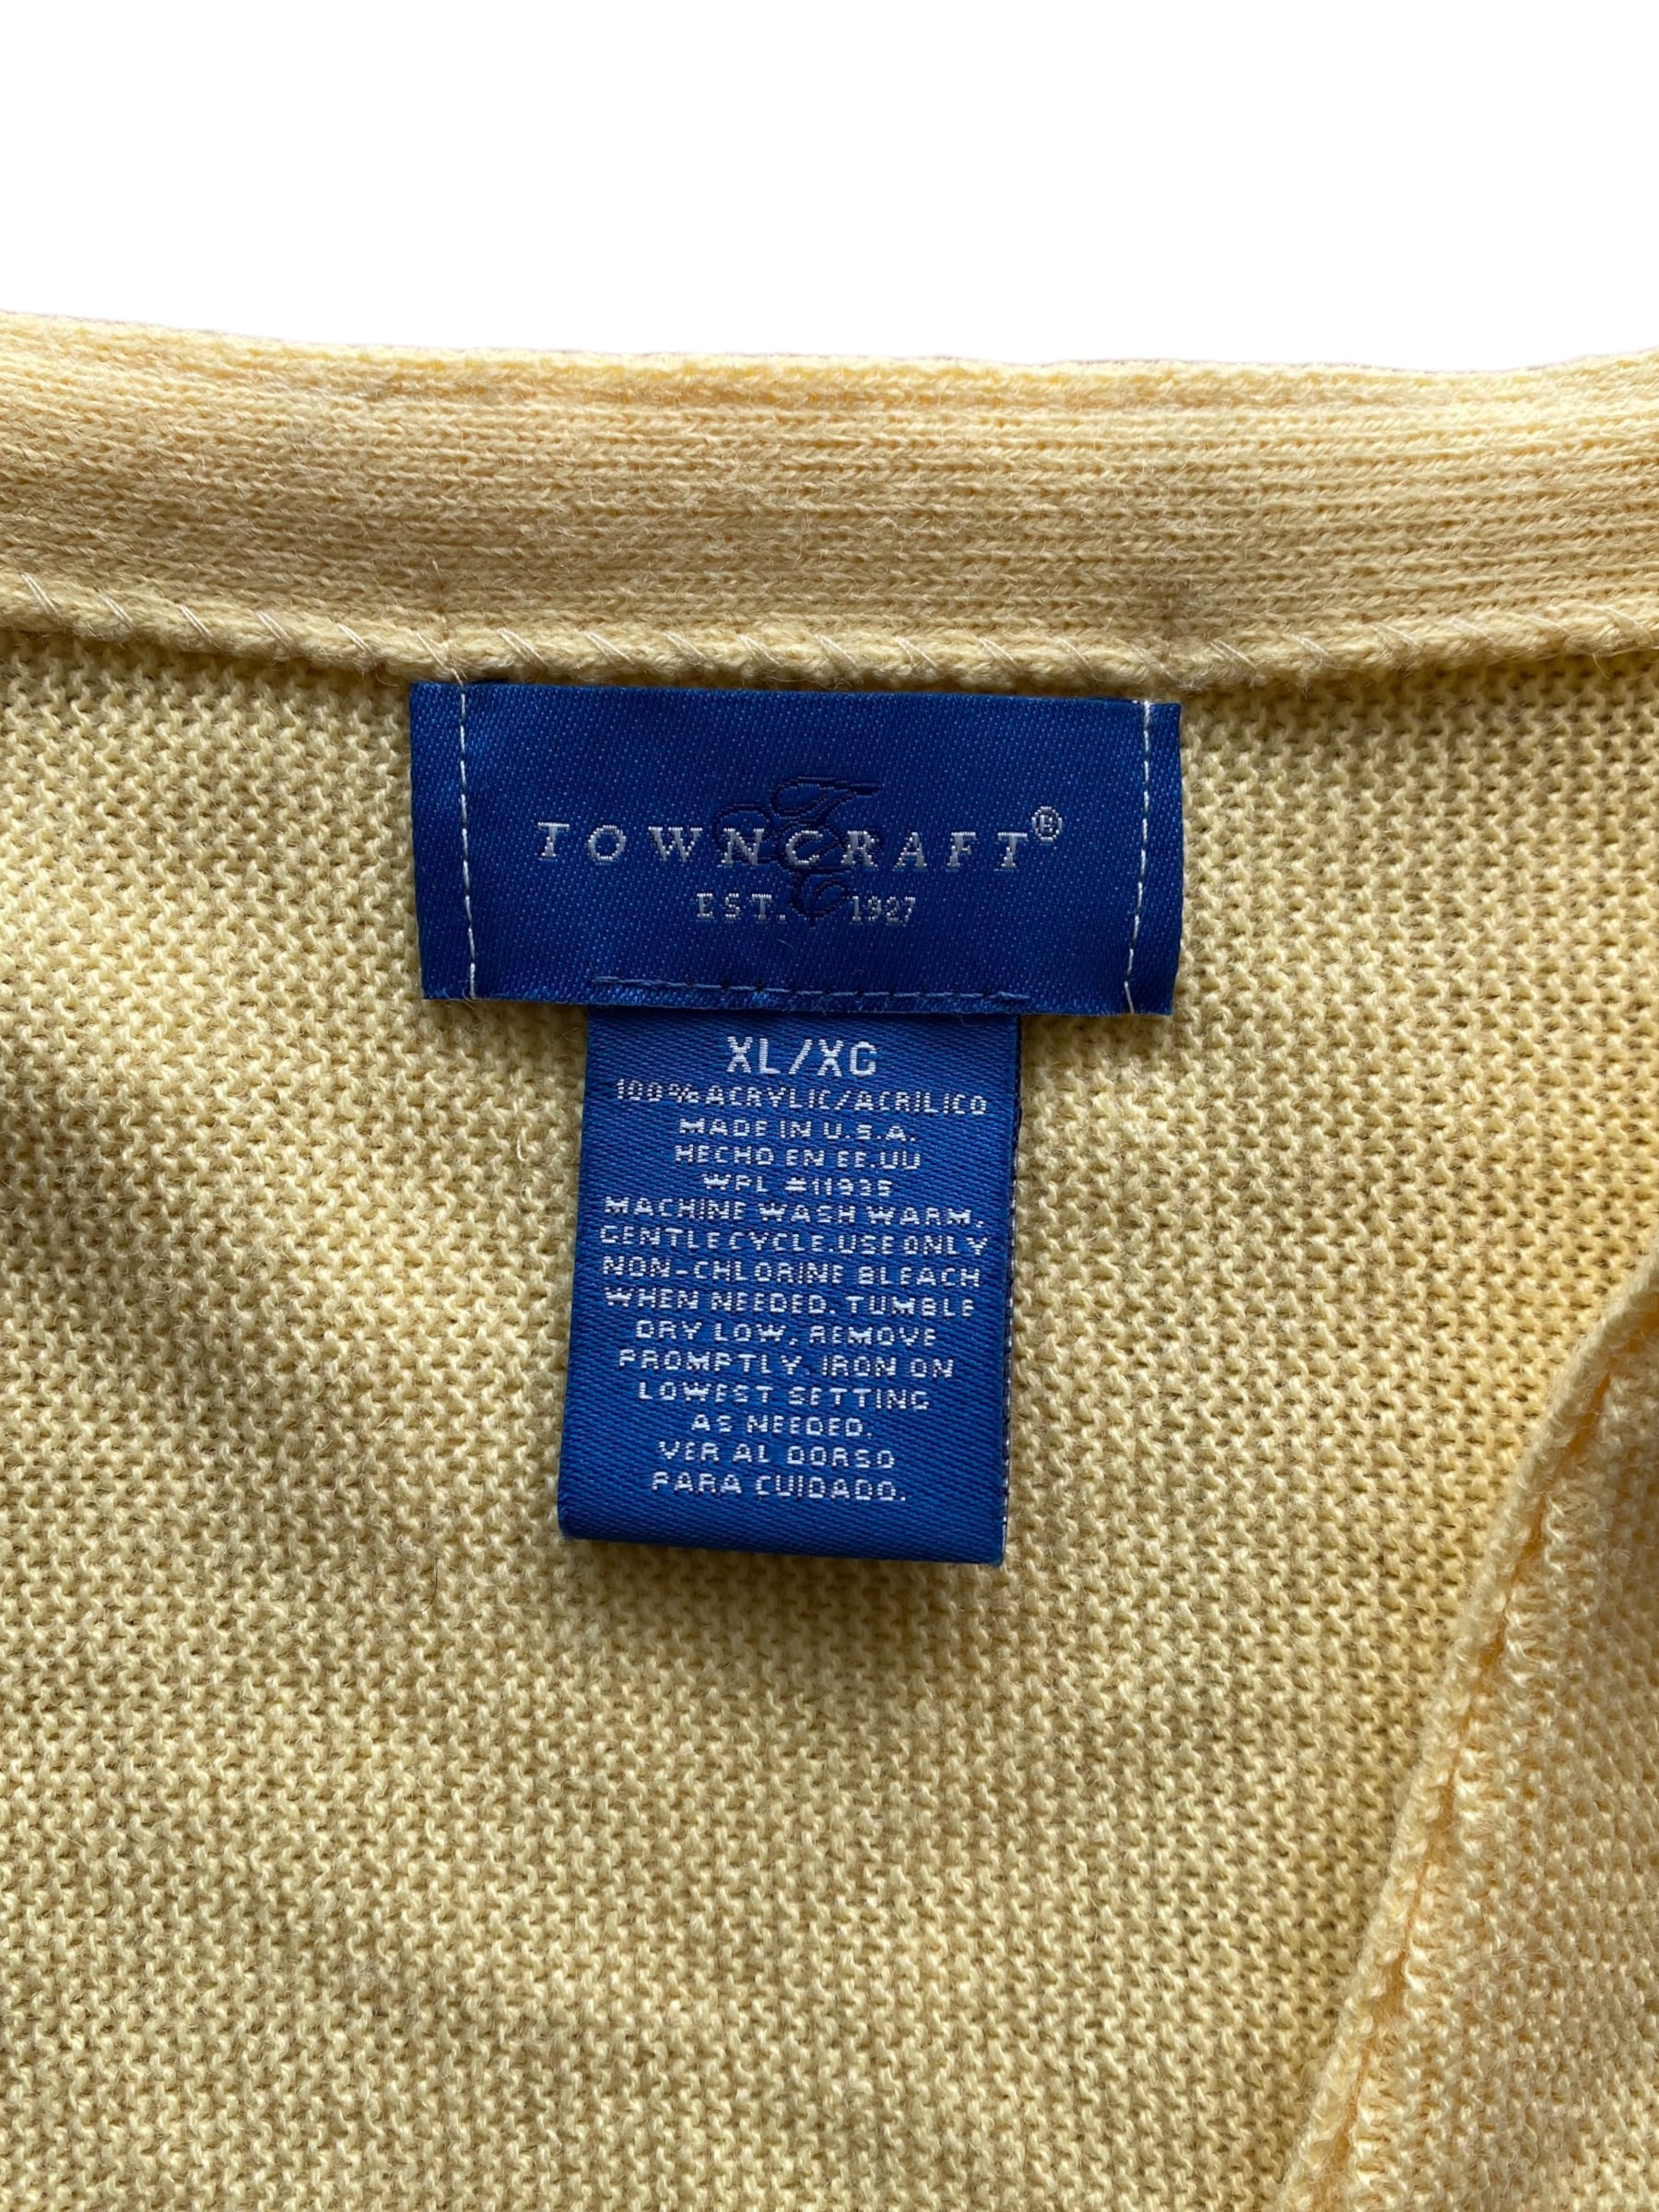 TOWNCRAFT®
EST. 1927
XL/XG
100% ACRYLIC/ACRILICO
MADE IN U.S.A.
HECHO EN EE.UU
WPL #11935
MACHINE WASH WARM,
GENTLE CYCLE. USE ONLY
NON-CHLORINE BLEACH
WHEN NEEDED. TUMBLE
DRY LOW, REMOVE
PROMPTLY. IRON ON
LOWEST SETTING
AS NEEDED.
VER AL DORSO
PARA CUIDADO.